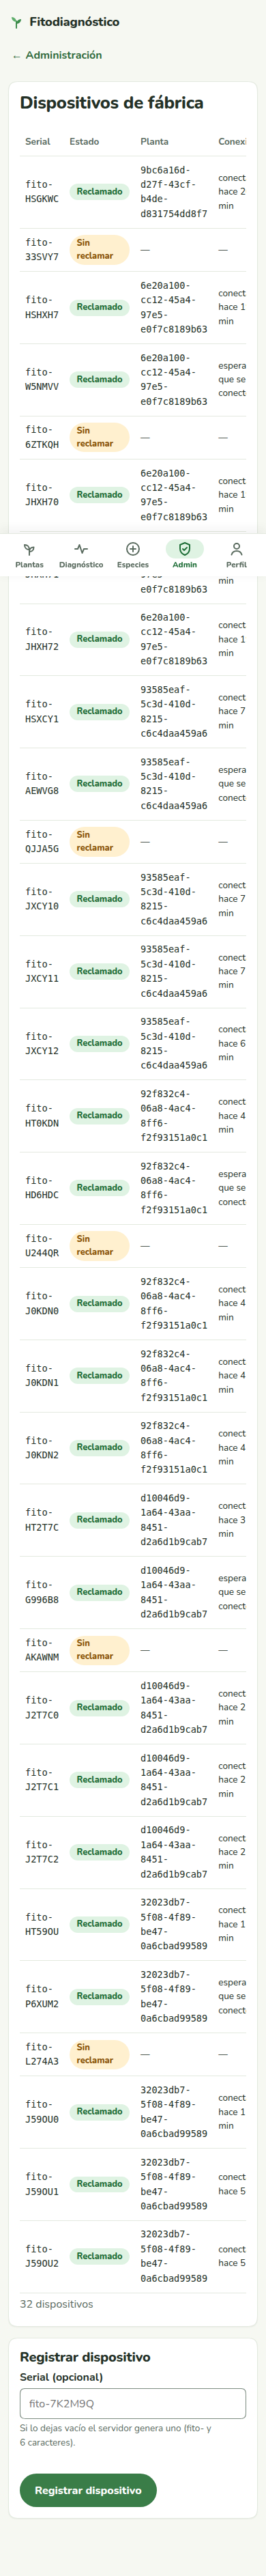 Fitodiagnóstico
← Administración
Dispositivos de fábrica
Serial Estado Planta Conexi
fito-HSGKWC Reclamado 9bc6a16d-d27f-43cf-b4de-d831754dd8f7 conect hace 2 min
fito-33SVY7 Sin reclamar — —
fito-HSHXH7 Reclamado 6e20a100-cc12-45a4-97e5-e0f7c8189b63 conect hace 1 min
fito-W5NMVV Reclamado 6e20a100-cc12-45a4-97e5-e0f7c8189b63 espera que se conect
fito-6ZTKQH Sin reclamar — —
fito-JHXH70 Reclamado 6e20a100-cc12-45a4-97e5-e0f7c8189b63 conect hace 1 min
Plantas Diagnóstico Especies Admin Perfil
e0f7c8189b63 min
fito-JHXH72 Reclamado 6e20a100-cc12-45a4-97e5-e0f7c8189b63 conect hace 1 min
fito-HSXCY1 Reclamado 93585eaf-5c3d-410d-8215-c6c4daa459a6 conect hace 7 min
fito-AEWVG8 Reclamado 93585eaf-5c3d-410d-8215-c6c4daa459a6 espera que se conect
fito-QJJA5G Sin reclamar — —
fito-JXCY10 Reclamado 93585eaf-5c3d-410d-8215-c6c4daa459a6 conect hace 7 min
fito-JXCY11 Reclamado 93585eaf-5c3d-410d-8215-c6c4daa459a6 conect hace 7 min
fito-JXCY12 Reclamado 93585eaf-5c3d-410d-8215-c6c4daa459a6 conect hace 6 min
fito-HT0KDN Reclamado 92f832c4-06a8-4ac4-8ff6-f2f93151a0c1 conect hace 4 min
fito-HD6HDC Reclamado 92f832c4-06a8-4ac4-8ff6-f2f93151a0c1 espera que se conect
fito-U244QR Sin reclamar — —
fito-J0KDN0 Reclamado 92f832c4-06a8-4ac4-8ff6-f2f93151a0c1 conect hace 4 min
fito-J0KDN1 Reclamado 92f832c4-06a8-4ac4-8ff6-f2f93151a0c1 conect hace 4 min
fito-J0KDN2 Reclamado 92f832c4-06a8-4ac4-8ff6-f2f93151a0c1 conect hace 4 min
fito-HT2T7C Reclamado d10046d9-1a64-43aa-8451-d2a6d1b9cab7 conect hace 3 min
fito-G996B8 Reclamado d10046d9-1a64-43aa-8451-d2a6d1b9cab7 espera que se conect
fito-AKAWNM Sin reclamar — —
fito-J2T7C0 Reclamado d10046d9-1a64-43aa-8451-d2a6d1b9cab7 conect hace 2 min
fito-J2T7C1 Reclamado d10046d9-1a64-43aa-8451-d2a6d1b9cab7 conect hace 2 min
fito-J2T7C2 Reclamado d10046d9-1a64-43aa-8451-d2a6d1b9cab7 conect hace 2 min
fito-HT59OU Reclamado 32023db7-5f08-4f89-be47-0a6cbad99589 conect hace 1 min
fito-P6XUM2 Reclamado 32023db7-5f08-4f89-be47-0a6cbad99589 espera que se conect
fito-L274A3 Sin reclamar — —
fito-J59OU0 Reclamado 32023db7-5f08-4f89-be47-0a6cbad99589 conect hace 1 min
fito-J59OU1 Reclamado 32023db7-5f08-4f89-be47-0a6cbad99589 conect hace 5
fito-J59OU2 Reclamado 32023db7-5f08-4f89-be47-0a6cbad99589 conect hace 5
32 dispositivos
Registrar dispositivo
Serial (opcional)
fito-7K2M9Q
Si lo dejas vacío el servidor genera uno (fito- y
6 caracteres).
Registrar dispositivo